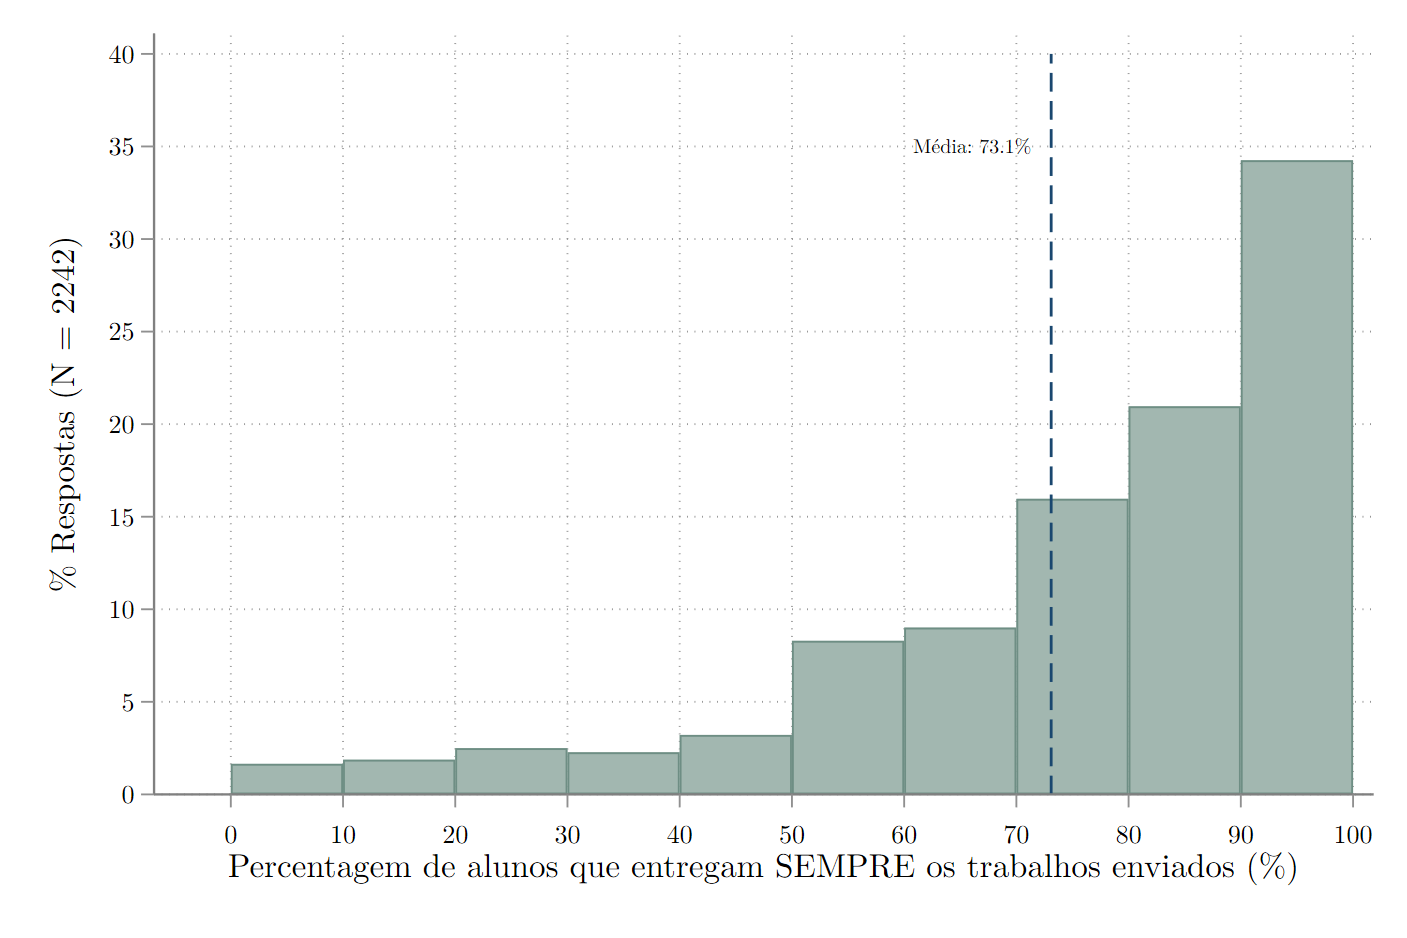 % Respostas (N = 2242)
40
35
30
25
20
15
10
5
0
Média: 73.1%
0 10 20 30 40 50 60 70 80 90 100
Percentagem de alunos que entregam SEMPRE os trabalhos enviados (%)